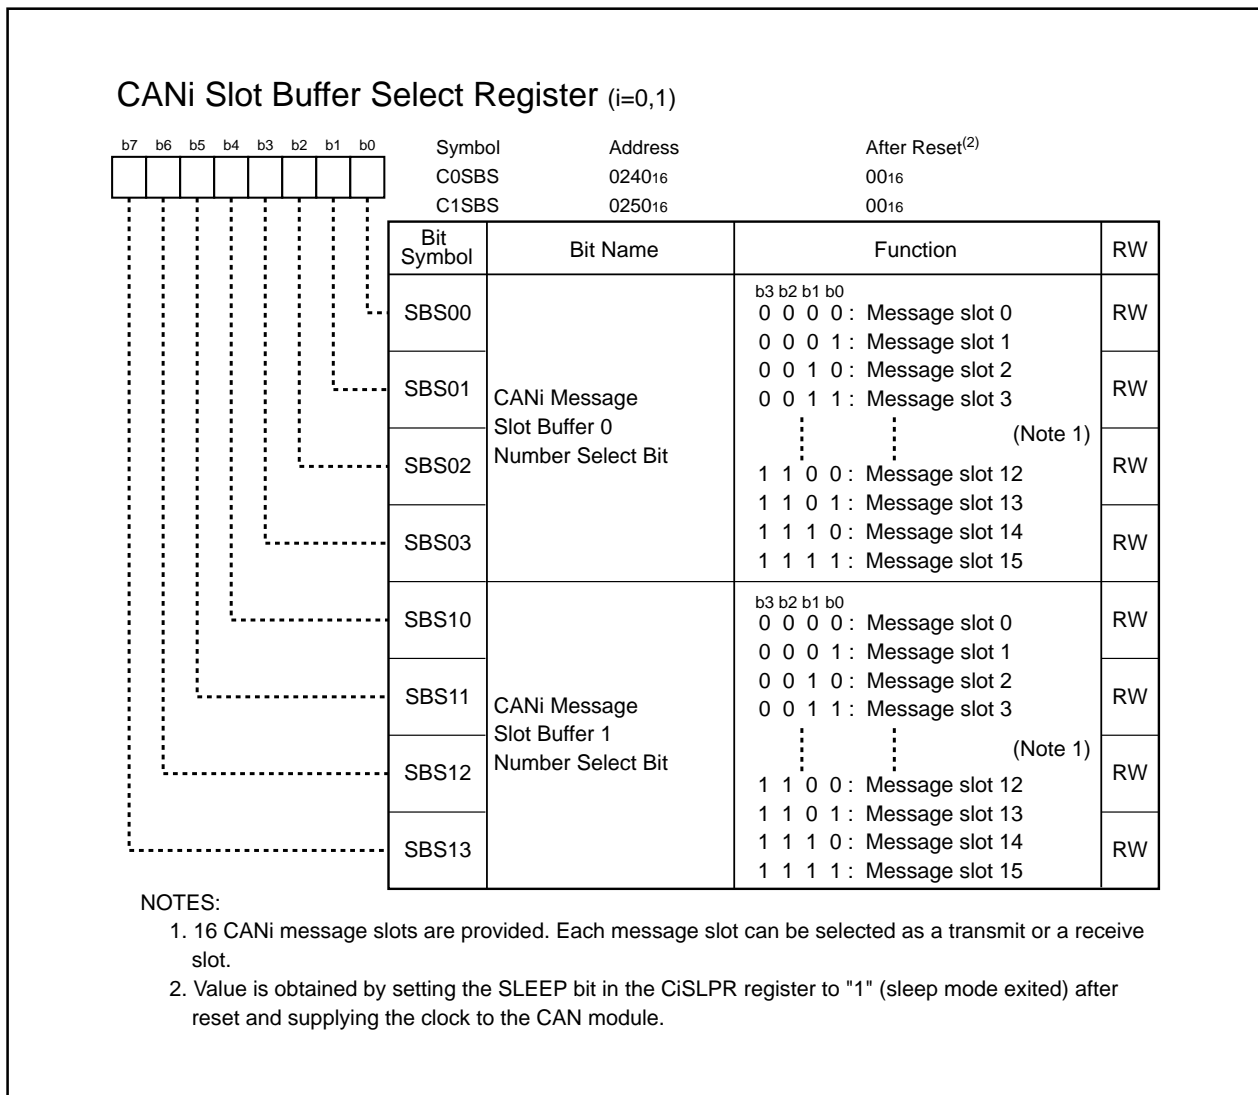 CANi Slot Buffer Select Register (i=0,1)
b7 b6 b5 b4 b3 b2 b1 b0
Symbol Address After Reset(2)
C0SBS 024016 0016
C1SBS 025016 0016
Bit Symbol Bit Name Function RW
SBS00 RW
SBS01 RW
SBS02 RW
SBS03 RW
CANi Message
Slot Buffer 0
Number Select Bit
b3 b2 b1 b0
0 0 0 0 : Message slot 0
0 0 0 1 : Message slot 1
0 0 1 0 : Message slot 2
0 0 1 1 : Message slot 3
(Note 1)
1 1 0 0 : Message slot 12
1 1 0 1 : Message slot 13
1 1 1 0 : Message slot 14
1 1 1 1 : Message slot 15
SBS10 RW
SBS11 RW
SBS12 RW
SBS13 RW
CANi Message
Slot Buffer 1
Number Select Bit
b3 b2 b1 b0
0 0 0 0 : Message slot 0
0 0 0 1 : Message slot 1
0 0 1 0 : Message slot 2
0 0 1 1 : Message slot 3
(Note 1)
1 1 0 0 : Message slot 12
1 1 0 1 : Message slot 13
1 1 1 0 : Message slot 14
1 1 1 1 : Message slot 15
NOTES:
1. 16 CANi message slots are provided. Each message slot can be selected as a transmit or a receive
slot.
2. Value is obtained by setting the SLEEP bit in the CiSLPR register to "1" (sleep mode exited) after
reset and supplying the clock to the CAN module.